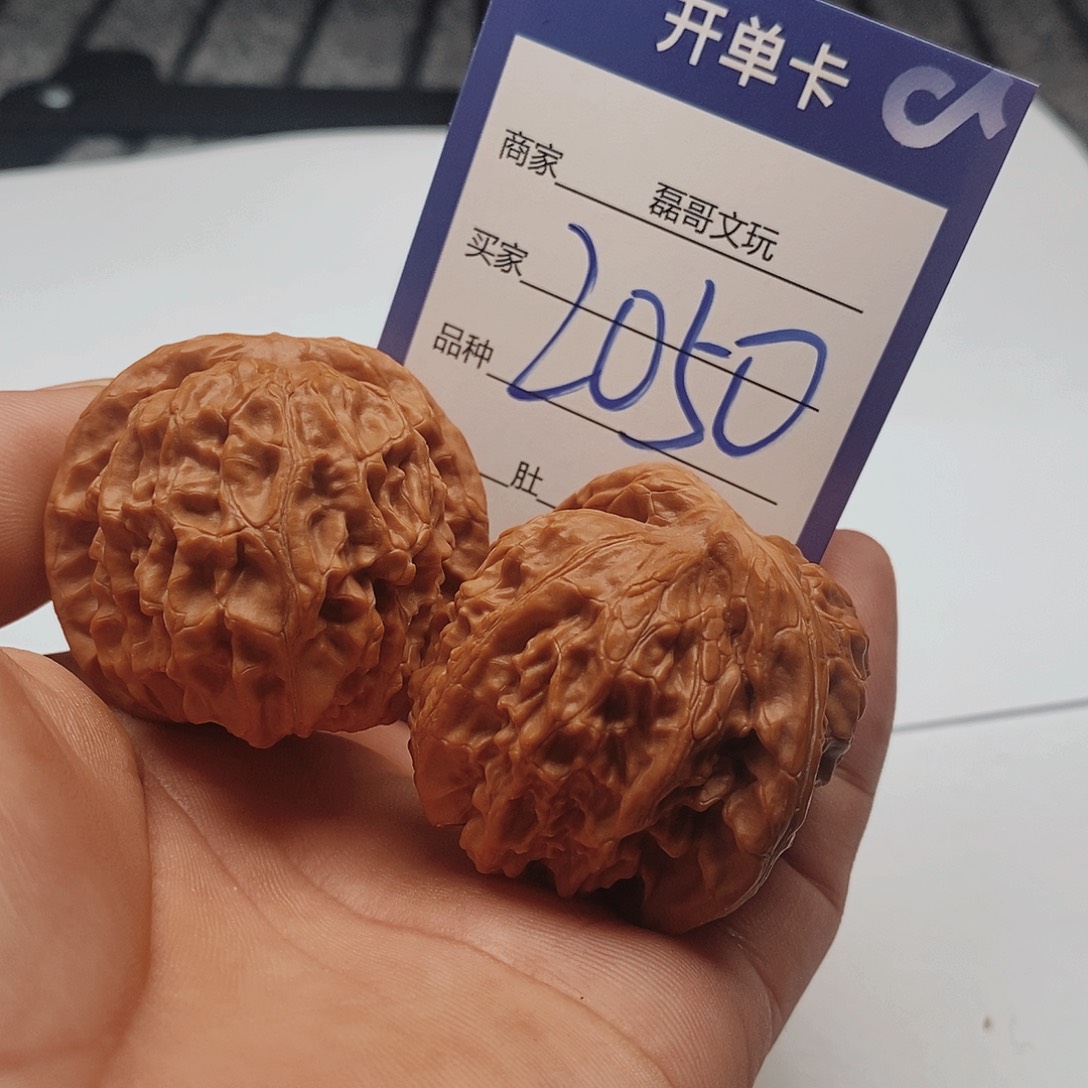 开单卡
商家 磊哥文玩
买家 2050
品种
肚